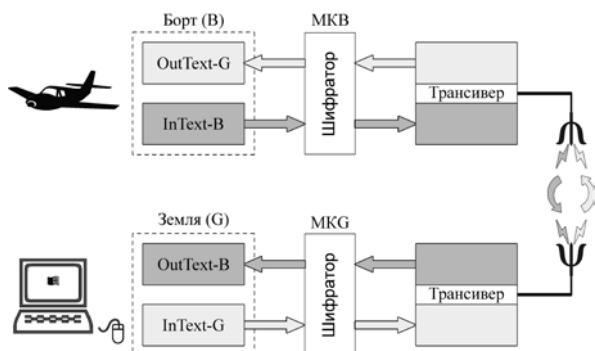 Борт (B)
МКВ
OutText-G
Шифратор
Трансивер
InText-B
Земля (G)
МКG
OutText-B
Шифратор
Трансивер
InText-G